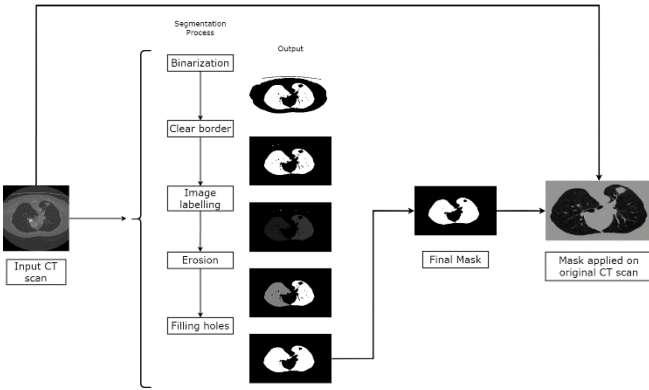 Segmentation
Process
Output
Binarization
Clear border
Image
labelling
Erosion
Filling holes
Input CT
scan
Final Mask
Mask applied on
original CT scan